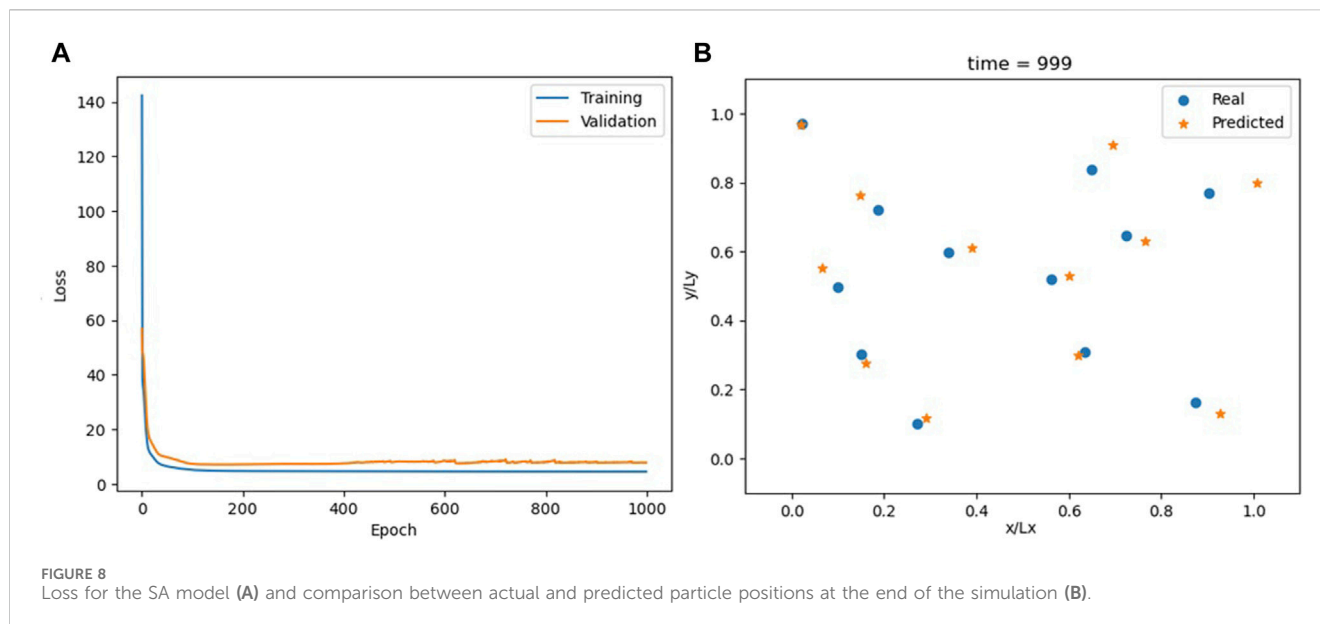 A
140
120
100
80
60
40
20
0
Loss
0
200
400
600
800
1000
Epoch
Training
Validation
B
time = 999
1.0
0.8
0.6
0.4
0.2
0.0
y/Ly
0.0
0.2
0.4
0.6
0.8
1.0
x/Lx
Real
Predicted
FIGURE 8
Loss for the SA model (A) and comparison between actual and predicted particle positions at the end of the simulation (B).